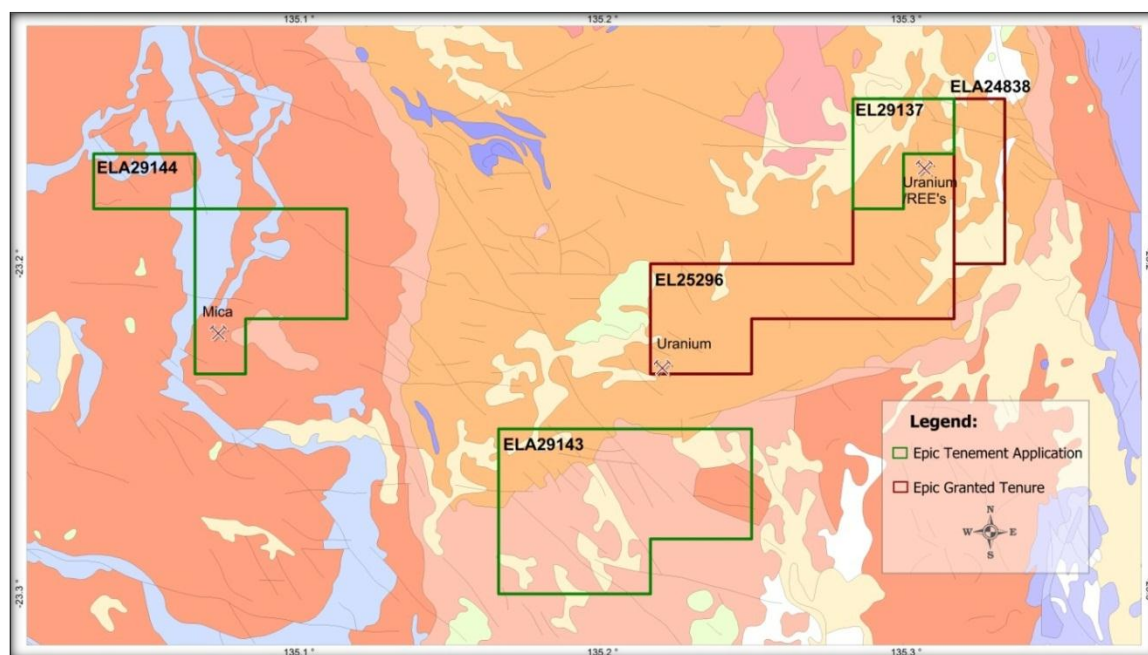 135.1 °
135.2 °
135.3 °
ELA24838
EL29137
ELA29144
Uranium
'REE's
-23.2 °
EL25296
Mica
Uranium
Legend:
ELA29143
Epic Tenement Application
Epic Granted Tenure
N
W
E
S
-23.3 °
135.1 °
135.2 °
135.3 °